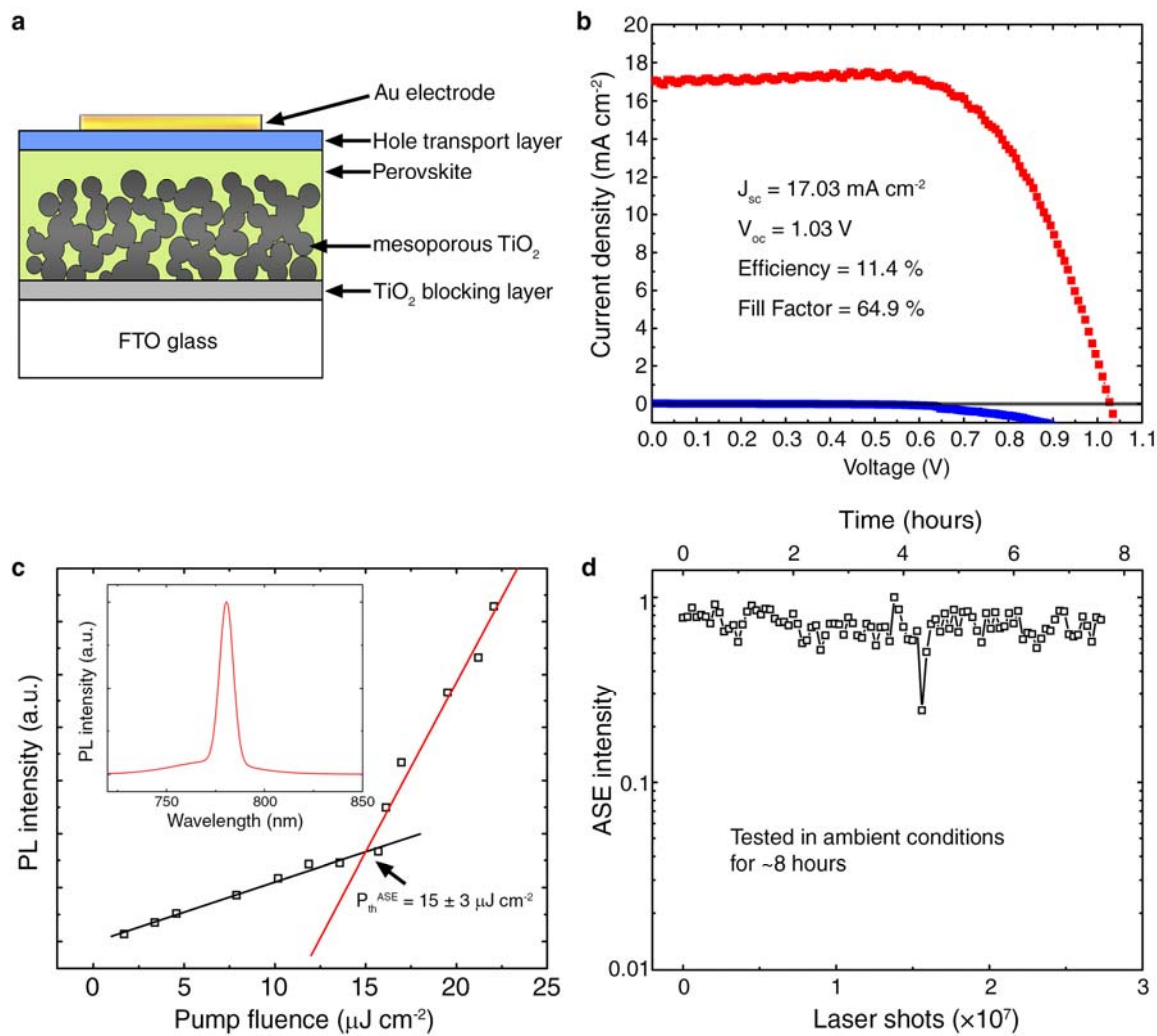 a
Au electrode
Hole transport layer
Perovskite
mesoporous TiO₂
TiO₂ blocking layer
FTO glass
b
20
18
16
14
12
10
8
6
4
2
0
Current density (mA cm⁻²)
J_sc = 17.03 mA cm⁻²
V_oc = 1.03 V
Efficiency = 11.4 %
Fill Factor = 64.9 %
0.0 0.1 0.2 0.3 0.4 0.5 0.6 0.7 0.8 0.9 1.0 1.1
Voltage (V)
c
PL intensity (a.u.)
PL intensity (a.u.)
750 800 850
Wavelength (nm)
P_th^ASE = 15 ± 3 μJ cm⁻²
0 5 10 15 20 25
Pump fluence (μJ cm⁻²)
Time (hours)
0 2 4 6 8
d
1
0.1
0.01
ASE intensity
Tested in ambient conditions
for ~8 hours
0 1 2 3
Laser shots (×10⁷)